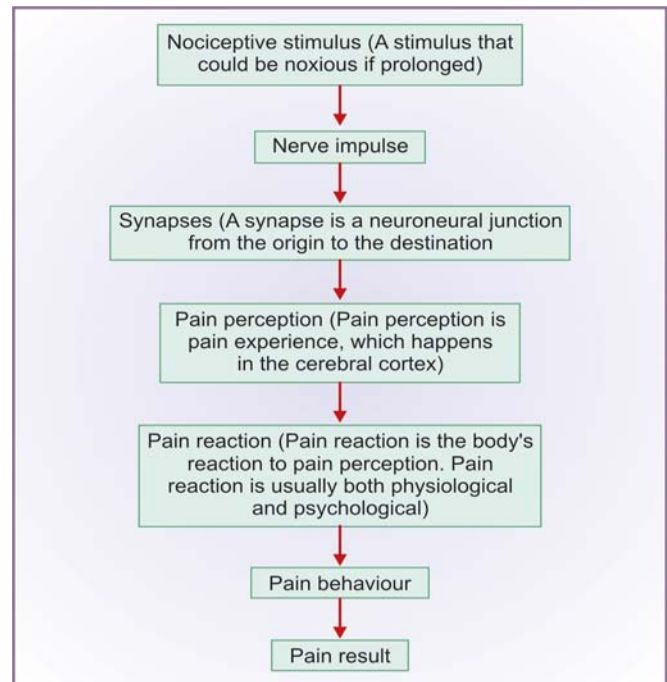 Nociceptive stimulus (A stimulus that
could be noxious if prolonged)
Nerve impulse
Synapses (A synapse is a neuroneural junction
from the origin to the destination
Pain perception (Pain perception is
pain experience, which happens
in the cerebral cortex)
Pain reaction (Pain reaction is the body's
reaction to pain perception. Pain
reaction is usually both physiological
and psychological)
Pain behaviour
Pain result